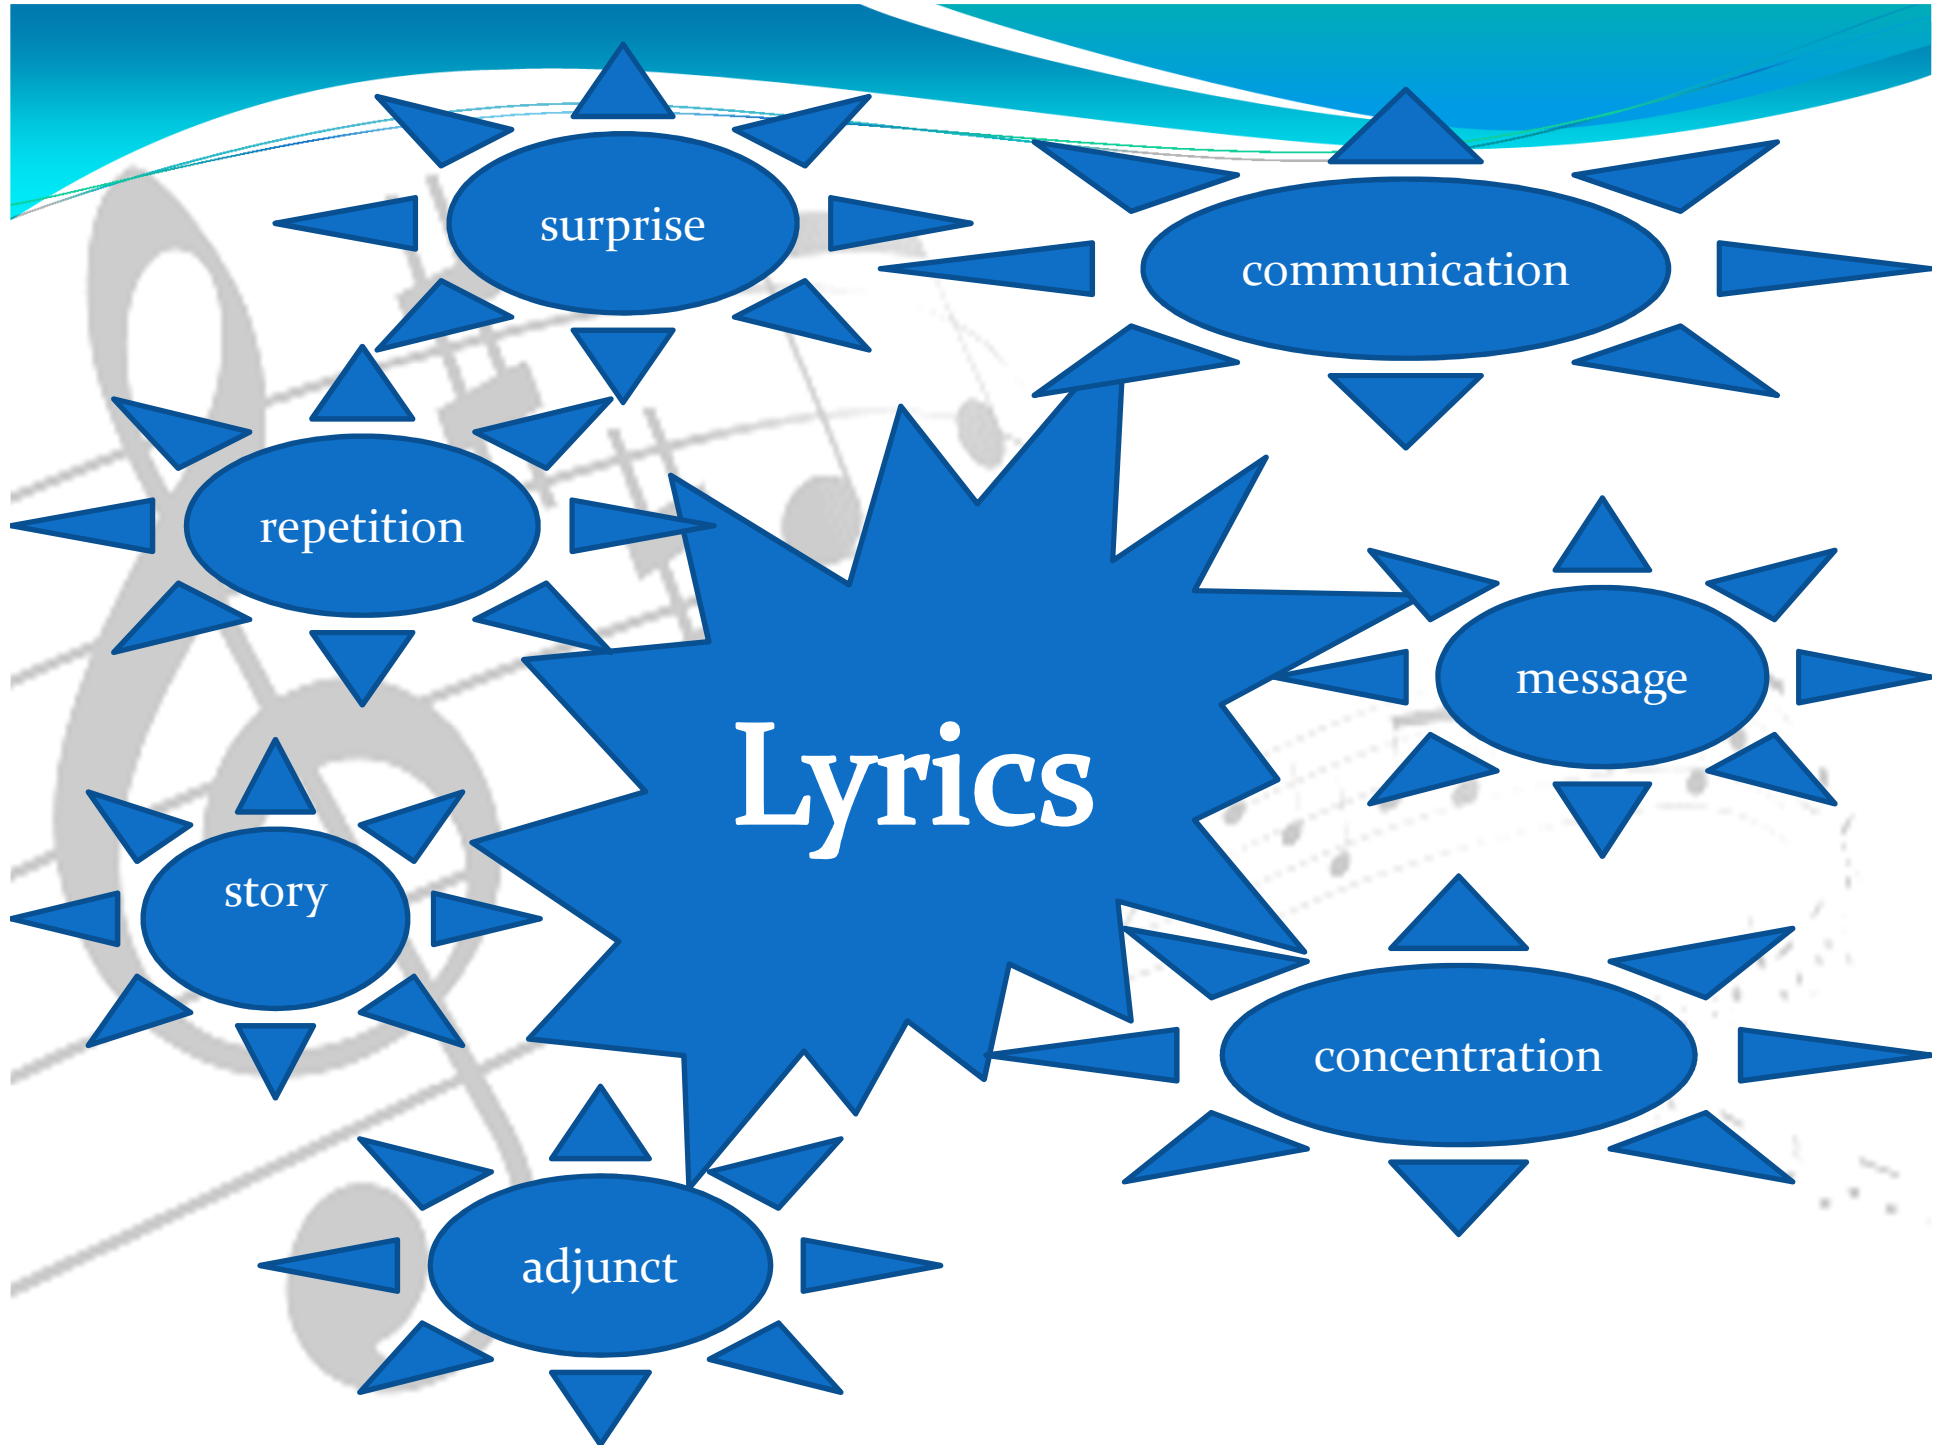 surprise
communication
repetition
message
Lyrics
story
concentration
adjunct